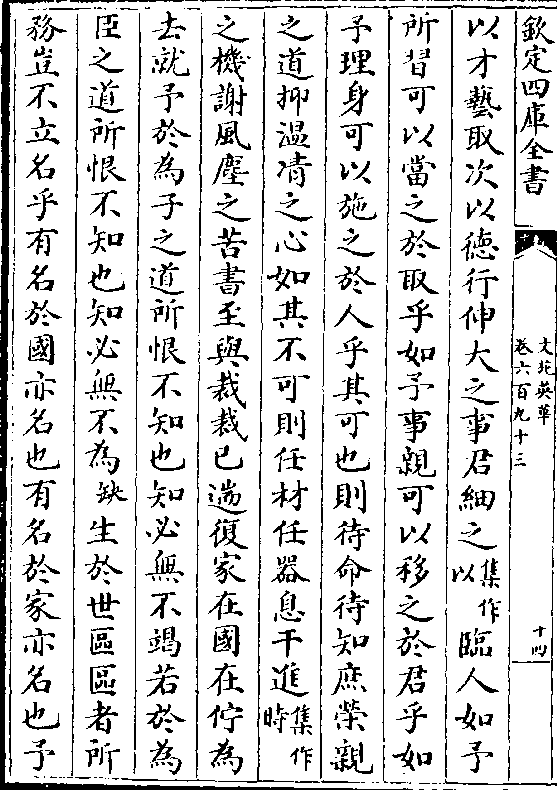 欽定四庫全書
文苑英華
卷六百九十三
十四
以才藝取次以德行伸大之事君細之集作以臨人如予
所習可以當之於取乎如予事親可以移之於君乎如
予理身可以施之於人乎其可也則待命待知庶榮親
之道抑溫凊之心如其不可則任材任器息干進集作時
之機謝風塵之苦書至與裁裁已遄復家在國在佇為
去就予於為子之道所恨不知也知必無不竭若於為
臣之道所恨不知也知必無不為缺生於世區區者所
務豈不立名乎有名於國亦名也有名於家亦名也予